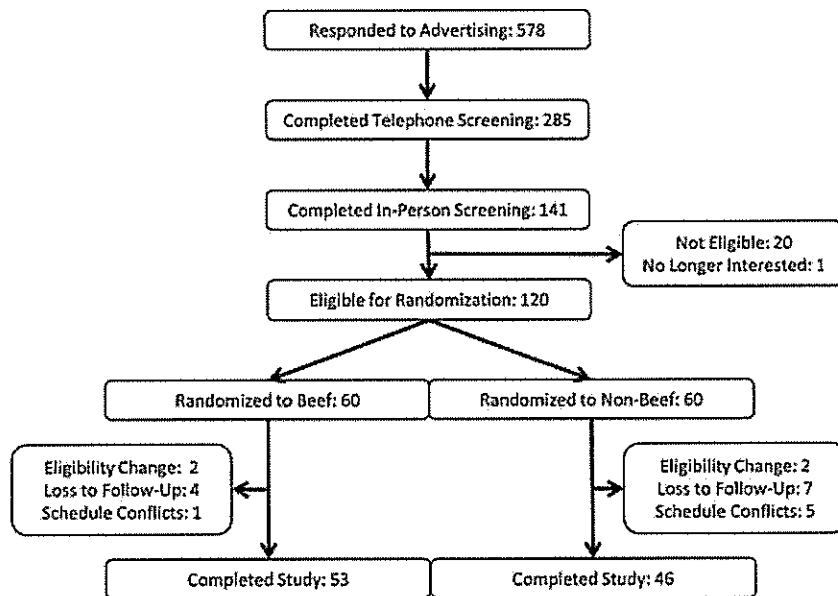 Responded to Advertising: 578
Completed Telephone Screening: 285
Completed In-Person Screening: 141
Not Eligible: 20
No Longer Interested: 1
Eligible for Randomization: 120
Randomized to Beef: 60
Randomized to Non-Beef: 60
Eligibility Change: 2
Loss to Follow-Up: 4
Schedule Conflicts: 1
Eligibility Change: 2
Loss to Follow-Up: 7
Schedule Conflicts: 5
Completed Study: 53
Completed Study: 46